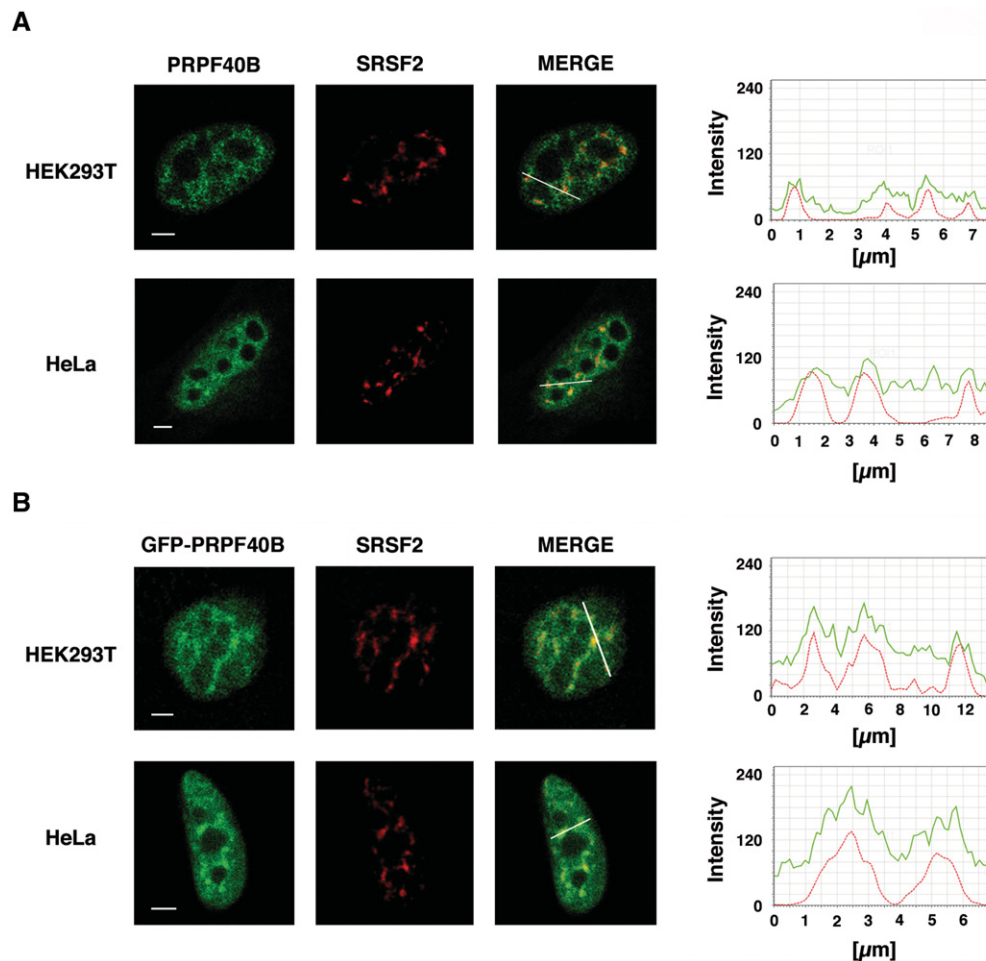 A
PRPF40B SRSF2 MERGE
HEK293T
Intensity
240
120
0
0 1 2 3 4 5 6 7
[µm]
HeLa
Intensity
240
120
0
0 1 2 3 4 5 6 7 8
[µm]
B
GFP-PRPF40B SRSF2 MERGE
HEK293T
Intensity
240
120
0
0 2 4 6 8 10 12
[µm]
HeLa
Intensity
240
120
0
0 1 2 3 4 5 6
[µm]